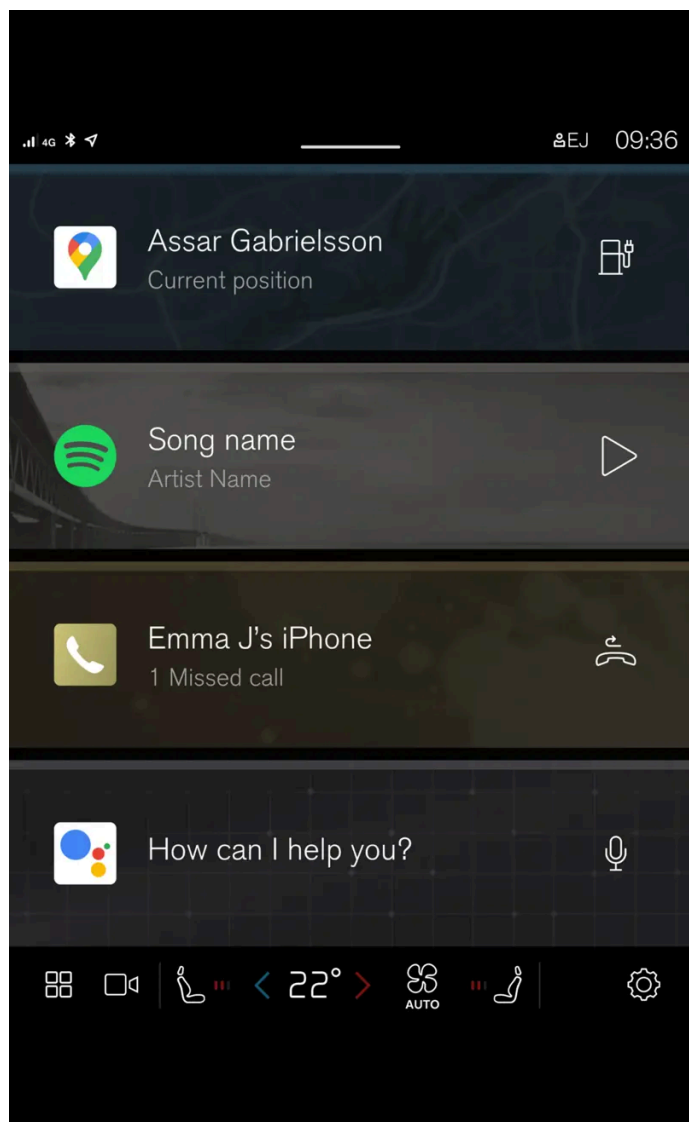 4G
EJ 09:36
Assar Gabrielsson
Current position
Song name
Artist Name
Emma J’s iPhone
1 Missed call
How can I help you?
22°
AUTO